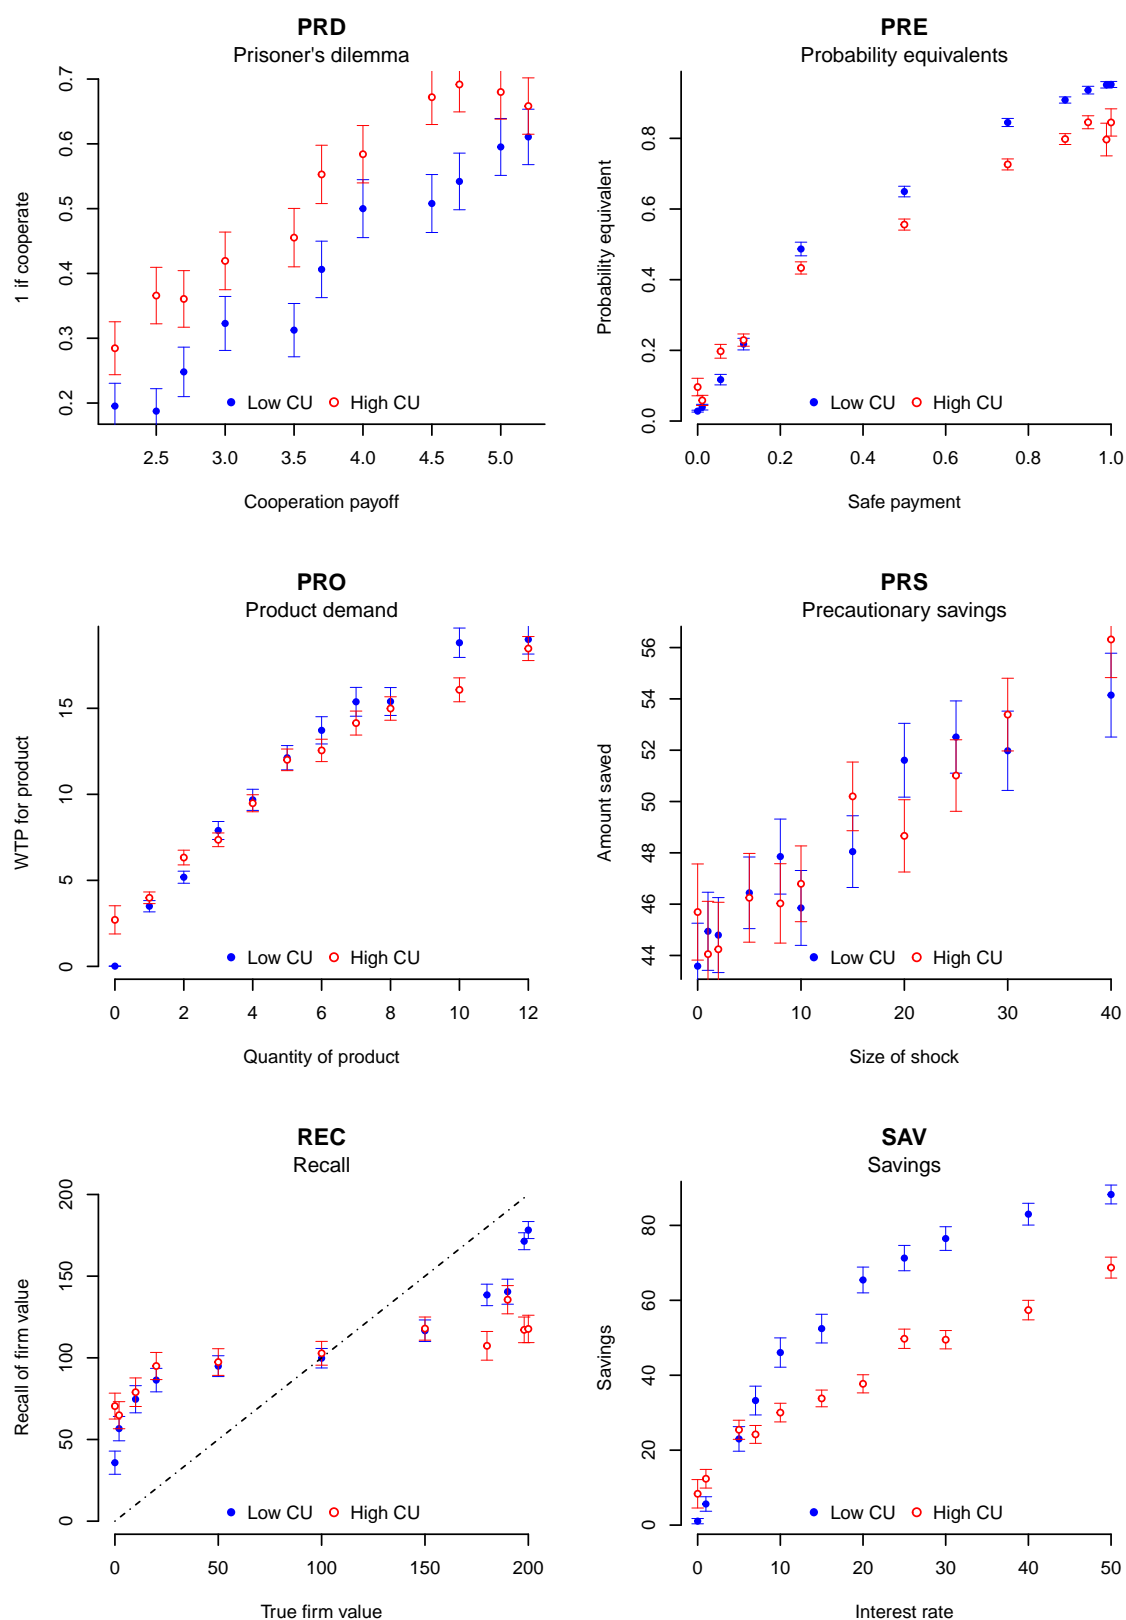 PRD
Prisoner's dilemma
1 if cooperate
0.7
0.6
0.5
0.4
0.3
0.2
Low CU
High CU
2.5 3.0 3.5 4.0 4.5 5.0
Cooperation payoff
PRE
Probability equivalents
Probability equivalent
0.8
0.6
0.4
0.2
0.0
Low CU
High CU
0.0 0.2 0.4 0.6 0.8 1.0
Safe payment
PRO
Product demand
WTP for product
15
10
5
0
Low CU
High CU
0 2 4 6 8 10 12
Quantity of product
PRS
Precautionary savings
Amount saved
56
54
52
50
48
46
44
Low CU
High CU
0 10 20 30 40
Size of shock
REC
Recall
Recall of firm value
200
150
100
50
0
Low CU
High CU
0 50 100 150 200
True firm value
SAV
Savings
Savings
80
60
40
20
0
Low CU
High CU
0 10 20 30 40 50
Interest rate